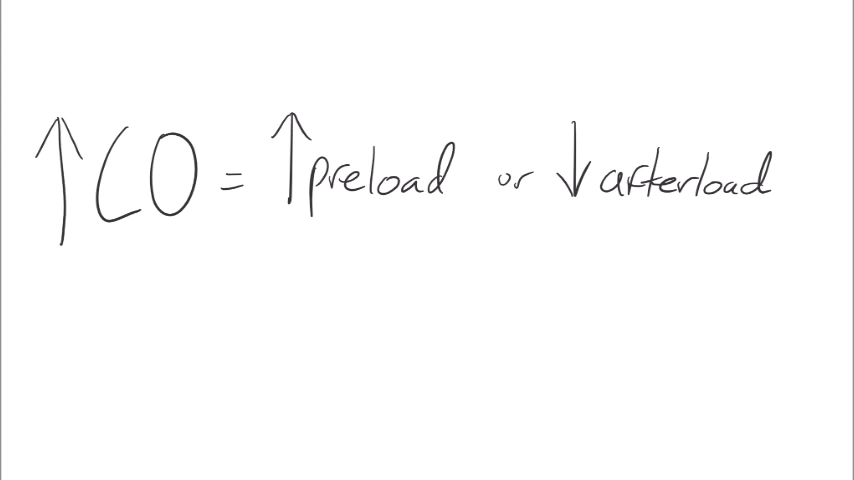 ↑ CO = ↑ preload or ↓ afterload